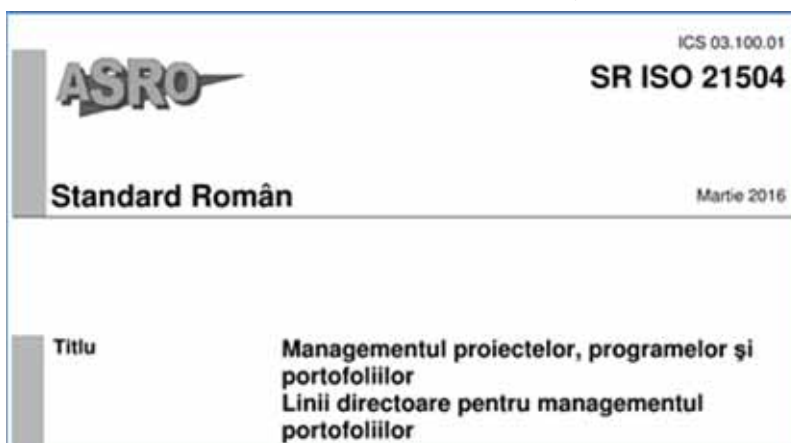 ICS 03.100.01
ASRO
SR ISO 21504
Standard Român
Martie 2016
Titlu
Managementul proiectelor, programelor şi
portofoliilor
Linii directoare pentru managementul
portofoliilor